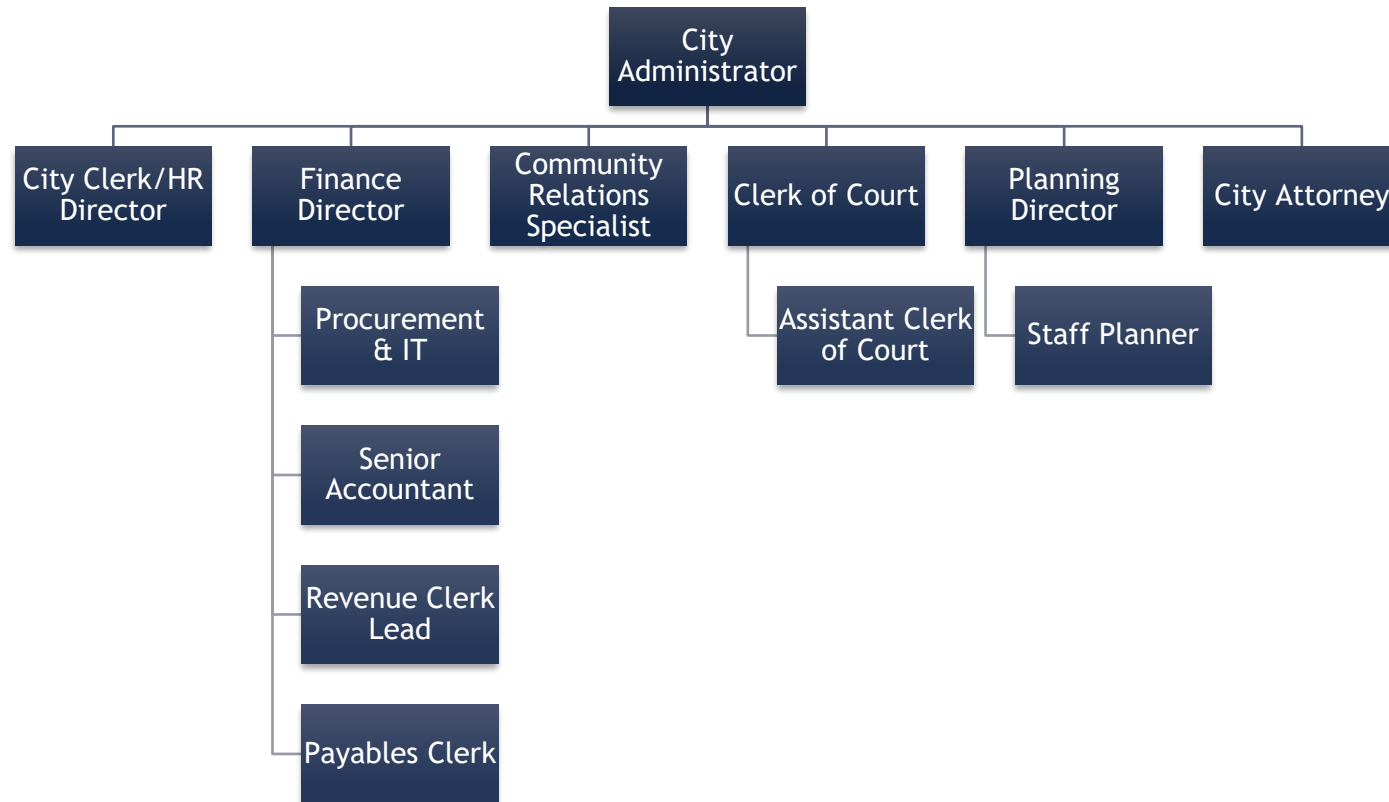 City
Administrator
City Clerk/HR
Director
Finance
Director
Community
Relations
Specialist
Clerk of Court
Planning
Director
City Attorney
Procurement
& IT
Senior
Accountant
Revenue Clerk
Lead
Payables Clerk
Assistant Clerk
of Court
Staff Planner